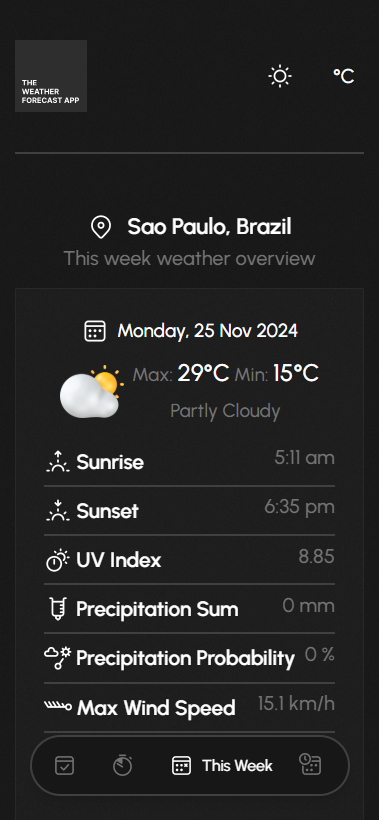 THE
WEATHER
FORECAST APP
°C
Sao Paulo, Brazil
This week weather overview
Monday, 25 Nov 2024
Max: 29°C Min: 15°C
Partly Cloudy
Sunrise 5:11 am
Sunset 6:35 pm
UV Index 8.85
Precipitation Sum 0 mm
Precipitation Probability 0 %
Max Wind Speed 15.1 km/h
This Week